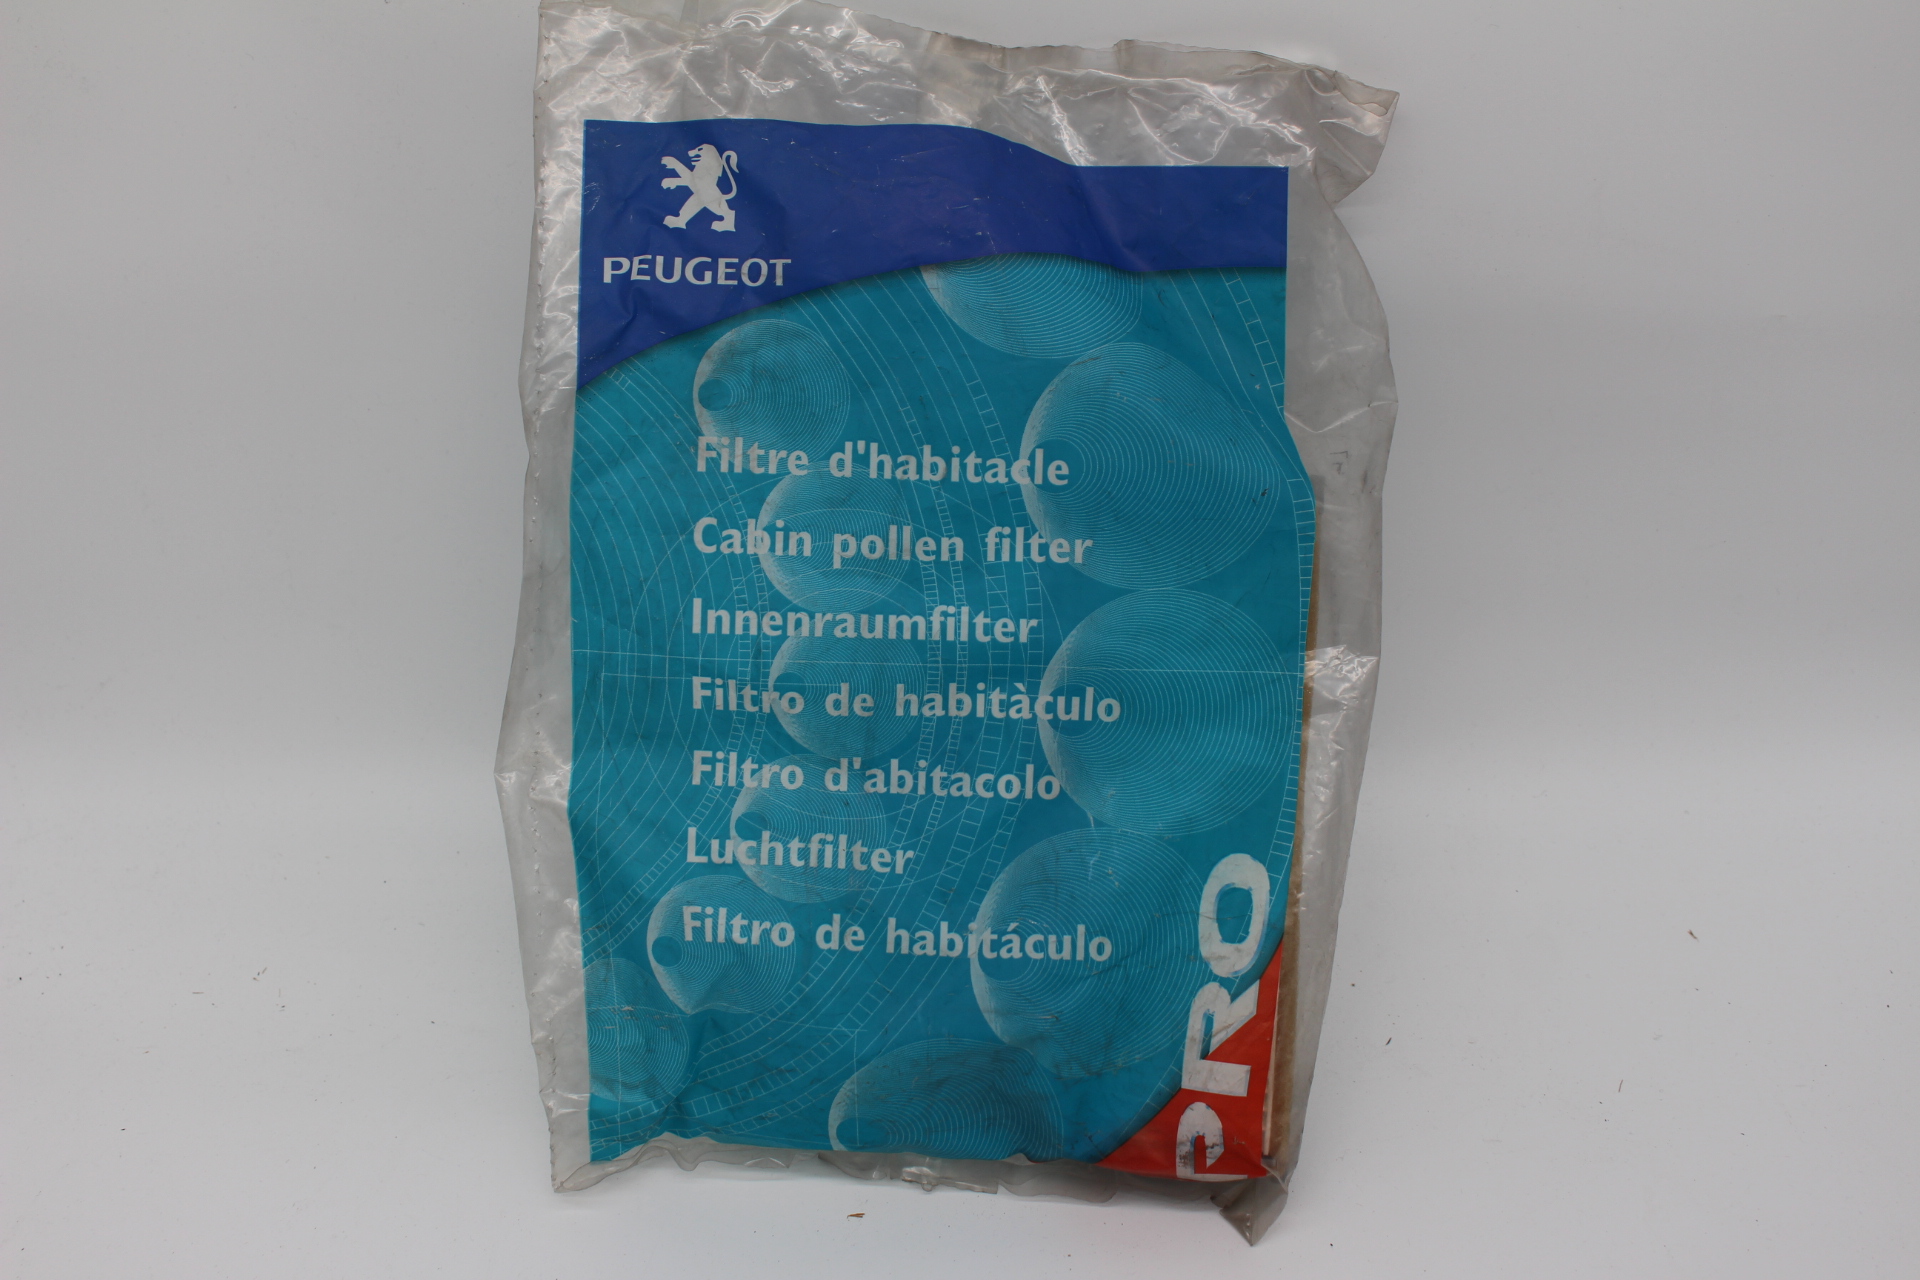 PEUGEOT
Filtre d'habitacle
Cabin pollen filter
Innenraumfilter
Filtro de habitàculo
Filtro d'abitacolo
Luchtfilter
Filtro de habitáculo
PRO